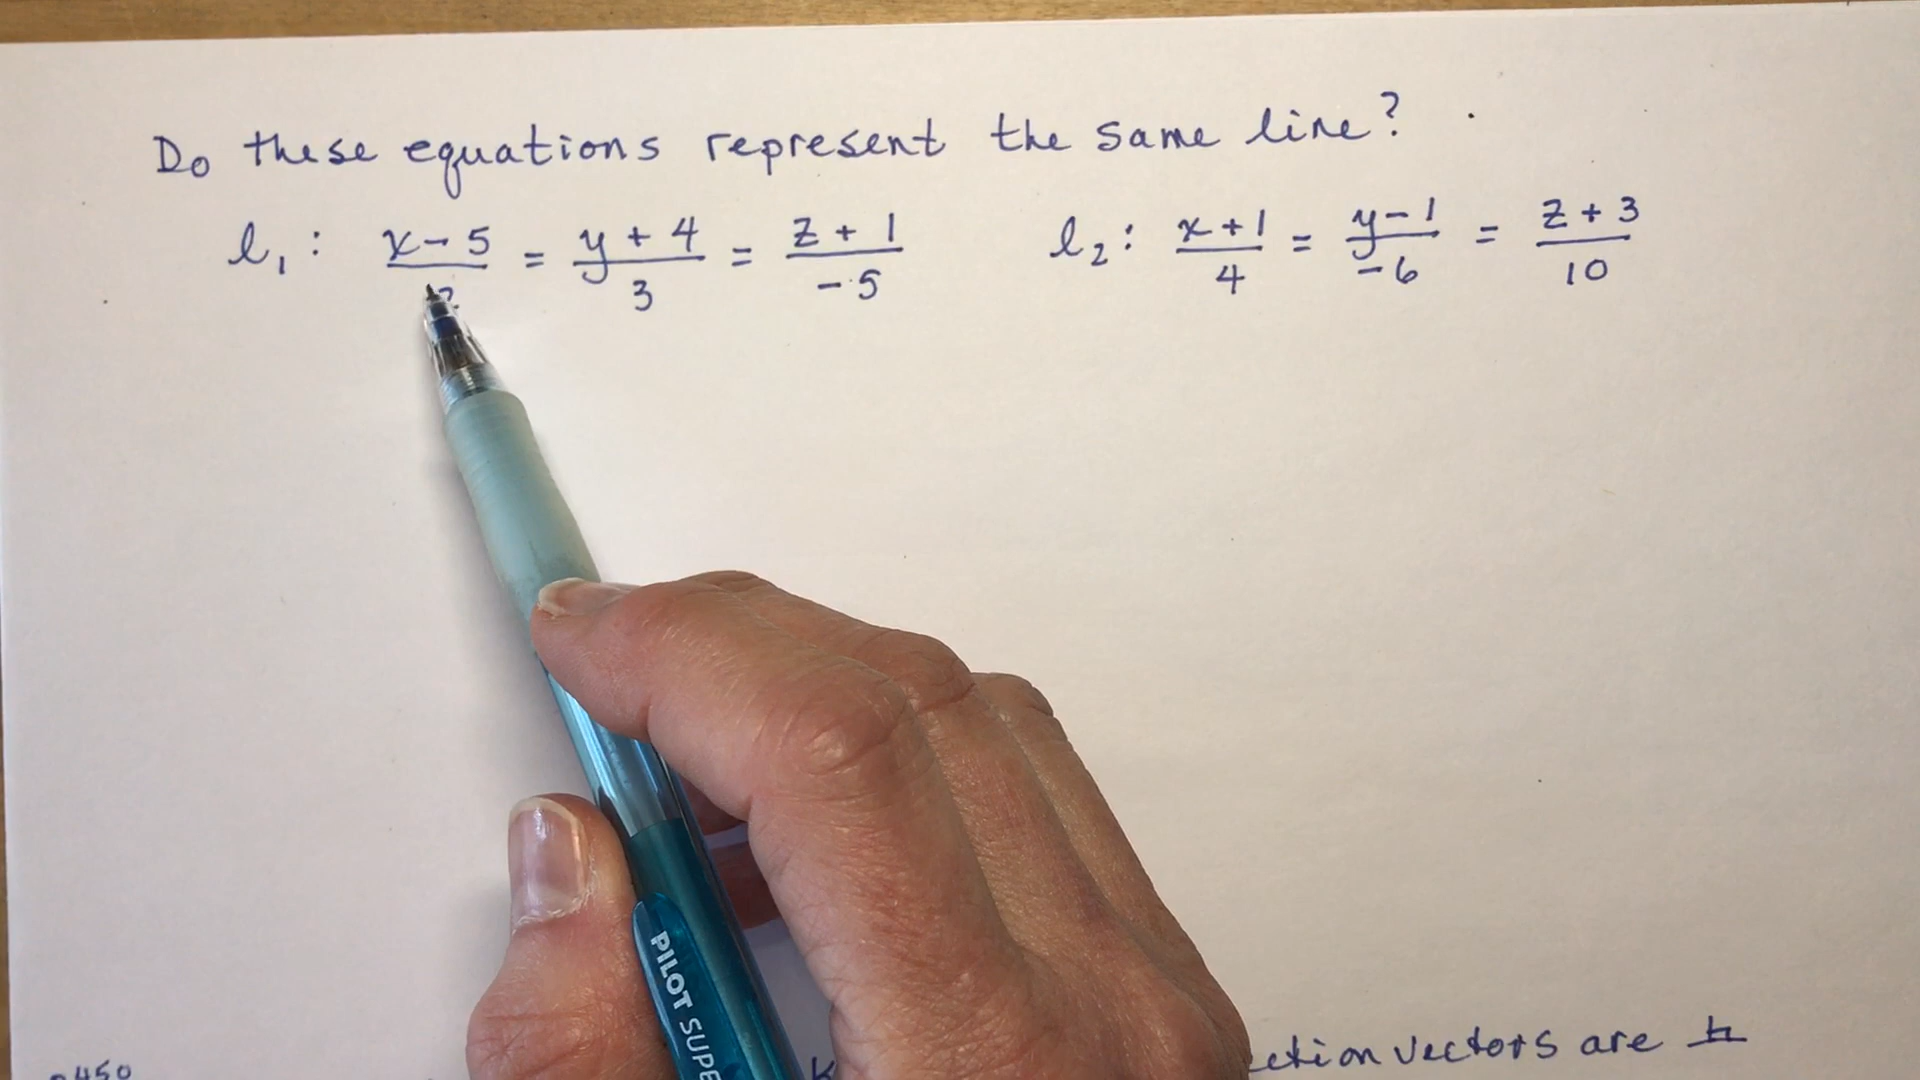 Do these equations represent the same line?
l₁: (x-5)/2 = (y+4)/3 = (z+1)/-5 l₂: (x+1)/4 = (y-1)/-6 = (z+3)/10
PILOT SUPE
ction vectors are